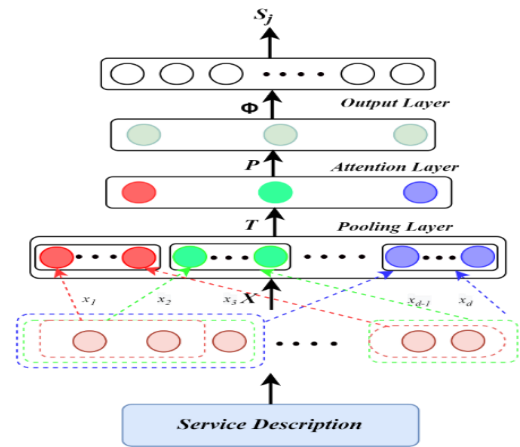 S_j
Φ Output Layer
P Attention Layer
T Pooling Layer
x_1 x_2 x_3 X x_{d-1} x_d
Service Description